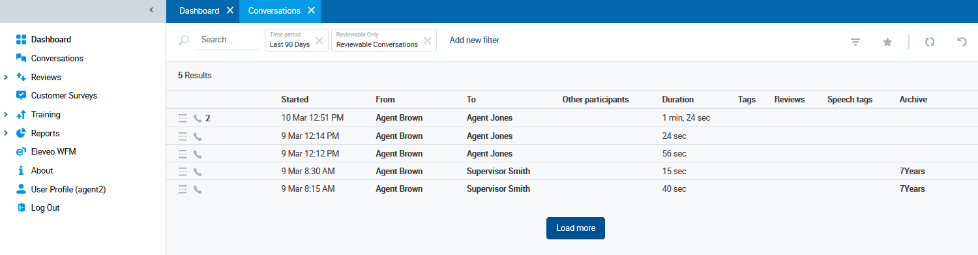 Dashboard Conversations
Dashboard
Conversations
Reviews
Customer Surveys
Training
Reports
Eleveo WFM
About
User Profile (agent2)
Log Out
Search...
Time period
Last 90 Days
Reviewable Only
Reviewable Conversations
Add new filter
5 Results
Started From To Other participants Duration Tags Reviews Speech tags Archive
2 10 Mar 12:51 PM Agent Brown Agent Jones 1 min, 24 sec
9 Mar 12:14 PM Agent Brown Agent Jones 24 sec
9 Mar 12:12 PM Agent Brown Agent Jones 56 sec
9 Mar 8:30 AM Agent Brown Supervisor Smith 15 sec 7Years
9 Mar 8:15 AM Agent Brown Supervisor Smith 40 sec 7Years
Load more